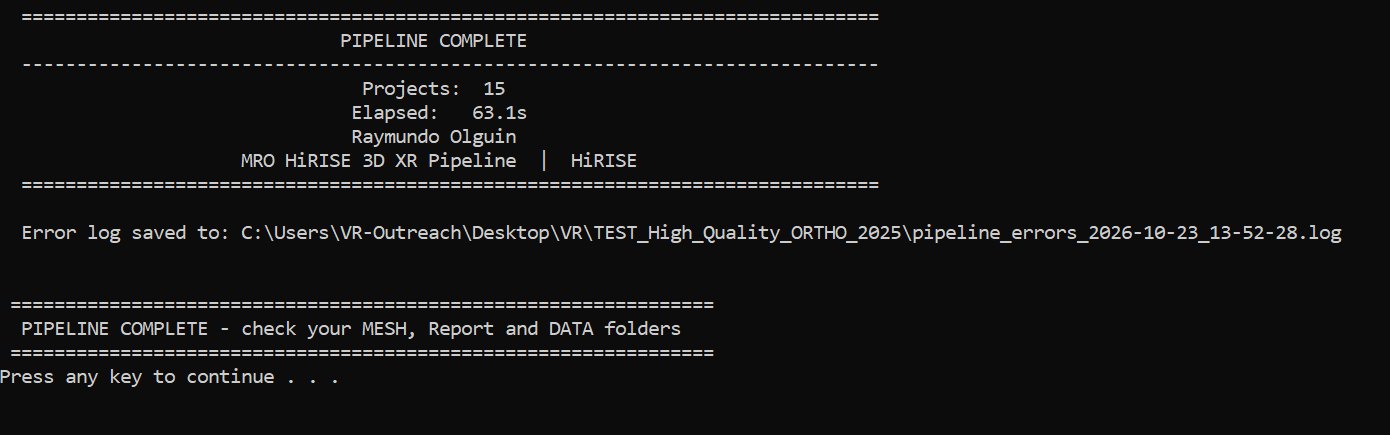 ==============================================================================
PIPELINE COMPLETE
------------------------------------------------------------------------------
Projects:  15
Elapsed:   63.1s
Raymundo Olguin
MRO HiRISE 3D XR Pipeline  |  HiRISE
==============================================================================
Error log saved to: C:\Users\VR-Outreach\Desktop\VR\TEST_High_Quality_ORTHO_2025\pipeline_errors_2026-10-23_13-52-28.log
================================================================
PIPELINE COMPLETE - check your MESH, Report and DATA folders
================================================================
Press any key to continue . . .